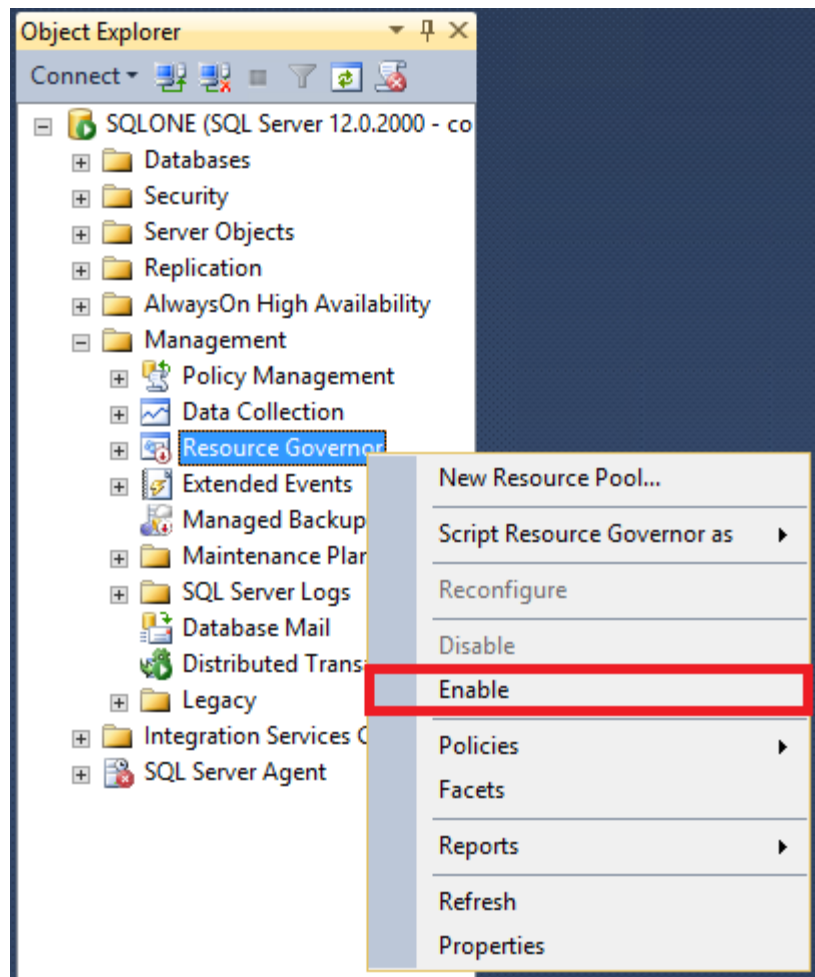 Object Explorer
Connect
SQLONE (SQL Server 12.0.2000 - co
Databases
Security
Server Objects
Replication
AlwaysOn High Availability
Management
Policy Management
Data Collection
Resource Governor
Extended Events
Managed Backup
Maintenance Plan
SQL Server Logs
Database Mail
Distributed Transa
Legacy
Integration Services C
SQL Server Agent
New Resource Pool...
Script Resource Governor as
Reconfigure
Disable
Enable
Policies
Facets
Reports
Refresh
Properties